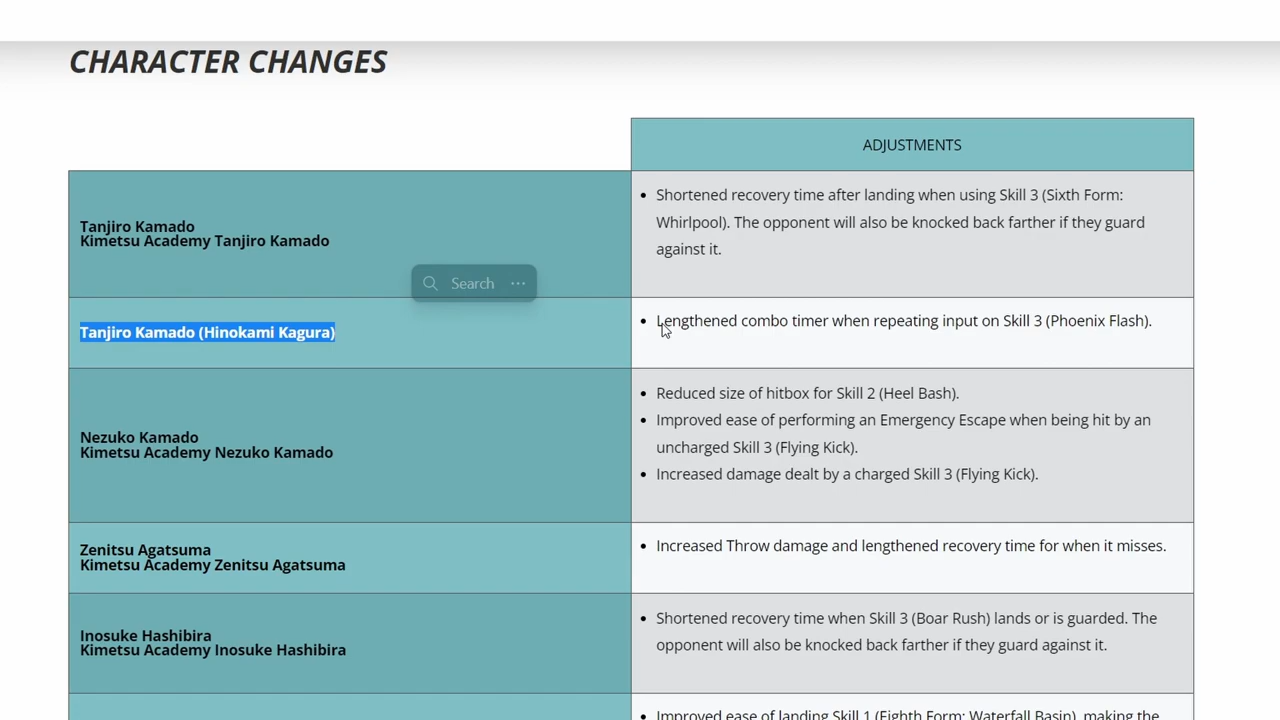 CHARACTER CHANGES
ADJUSTMENTS
Tanjiro Kamado
Kimetsu Academy Tanjiro Kamado
Shortened recovery time after landing when using Skill 3 (Sixth Form:
Whirlpool). The opponent will also be knocked back farther if they guard
against it.
Search
Tanjiro Kamado (Hinokami Kagura)
Lengthened combo timer when repeating input on Skill 3 (Phoenix Flash).
Nezuko Kamado
Kimetsu Academy Nezuko Kamado
Reduced size of hitbox for Skill 2 (Heel Bash).
Improved ease of performing an Emergency Escape when being hit by an
uncharged Skill 3 (Flying Kick).
Increased damage dealt by a charged Skill 3 (Flying Kick).
Zenitsu Agatsuma
Kimetsu Academy Zenitsu Agatsuma
Increased Throw damage and lengthened recovery time for when it misses.
Inosuke Hashibira
Kimetsu Academy Inosuke Hashibira
Shortened recovery time when Skill 3 (Boar Rush) lands or is guarded. The
opponent will also be knocked back farther if they guard against it.
Improved ease of landing Skill 1 (Eighth Form: Waterfall Basin), making the